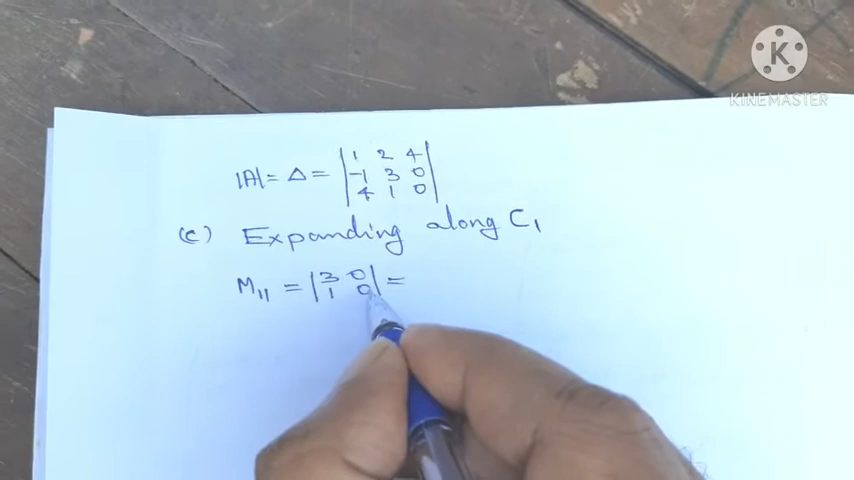 K
KINEMASTER
|A| = Δ = | 1 2 4 |
| -1 3 0 |
| 4 1 0 |
(c) Expanding along C₁
M₁₁ = | 3 0 | =
| 1 0 |